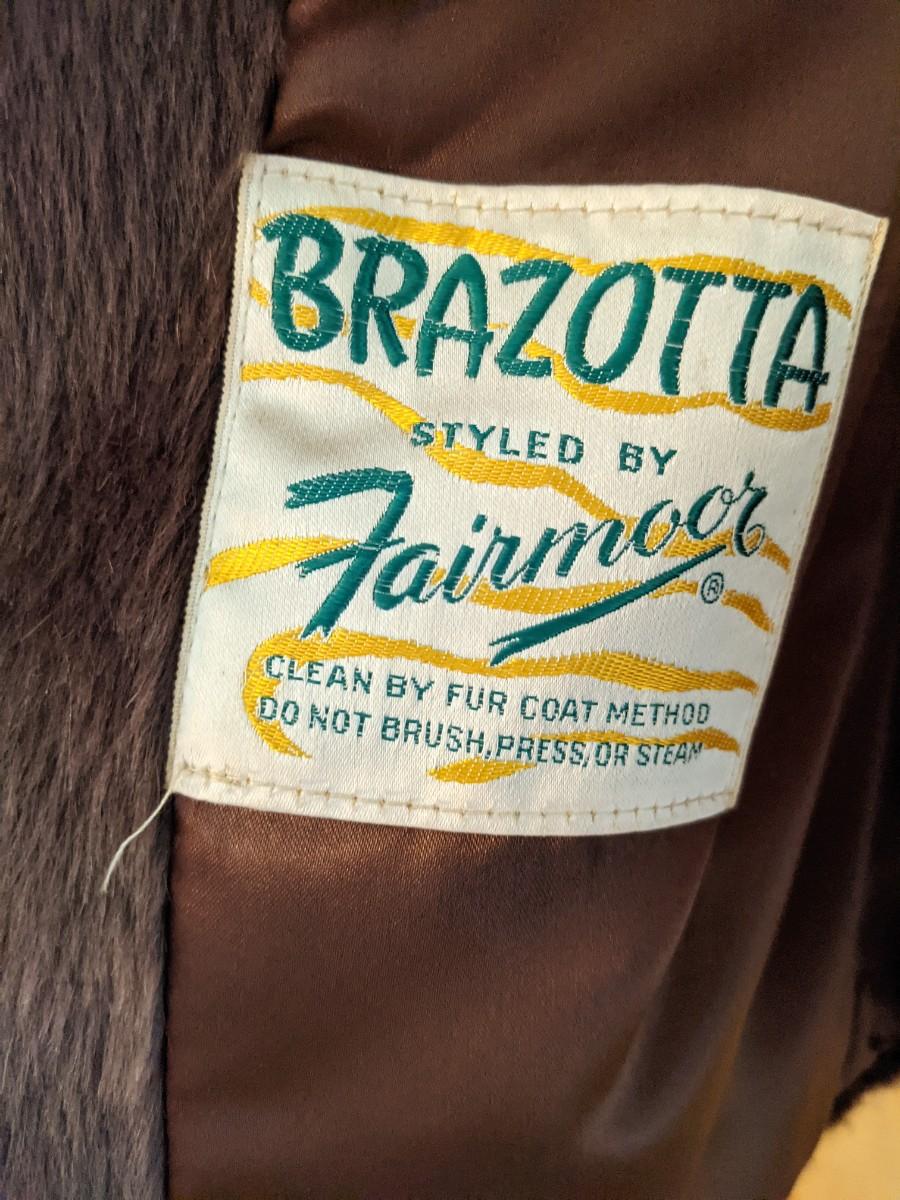 BRAZOTTA
STYLED BY
Fairmoor
®
CLEAN BY FUR COAT METHOD
DO NOT BRUSH, PRESS, OR STEAM